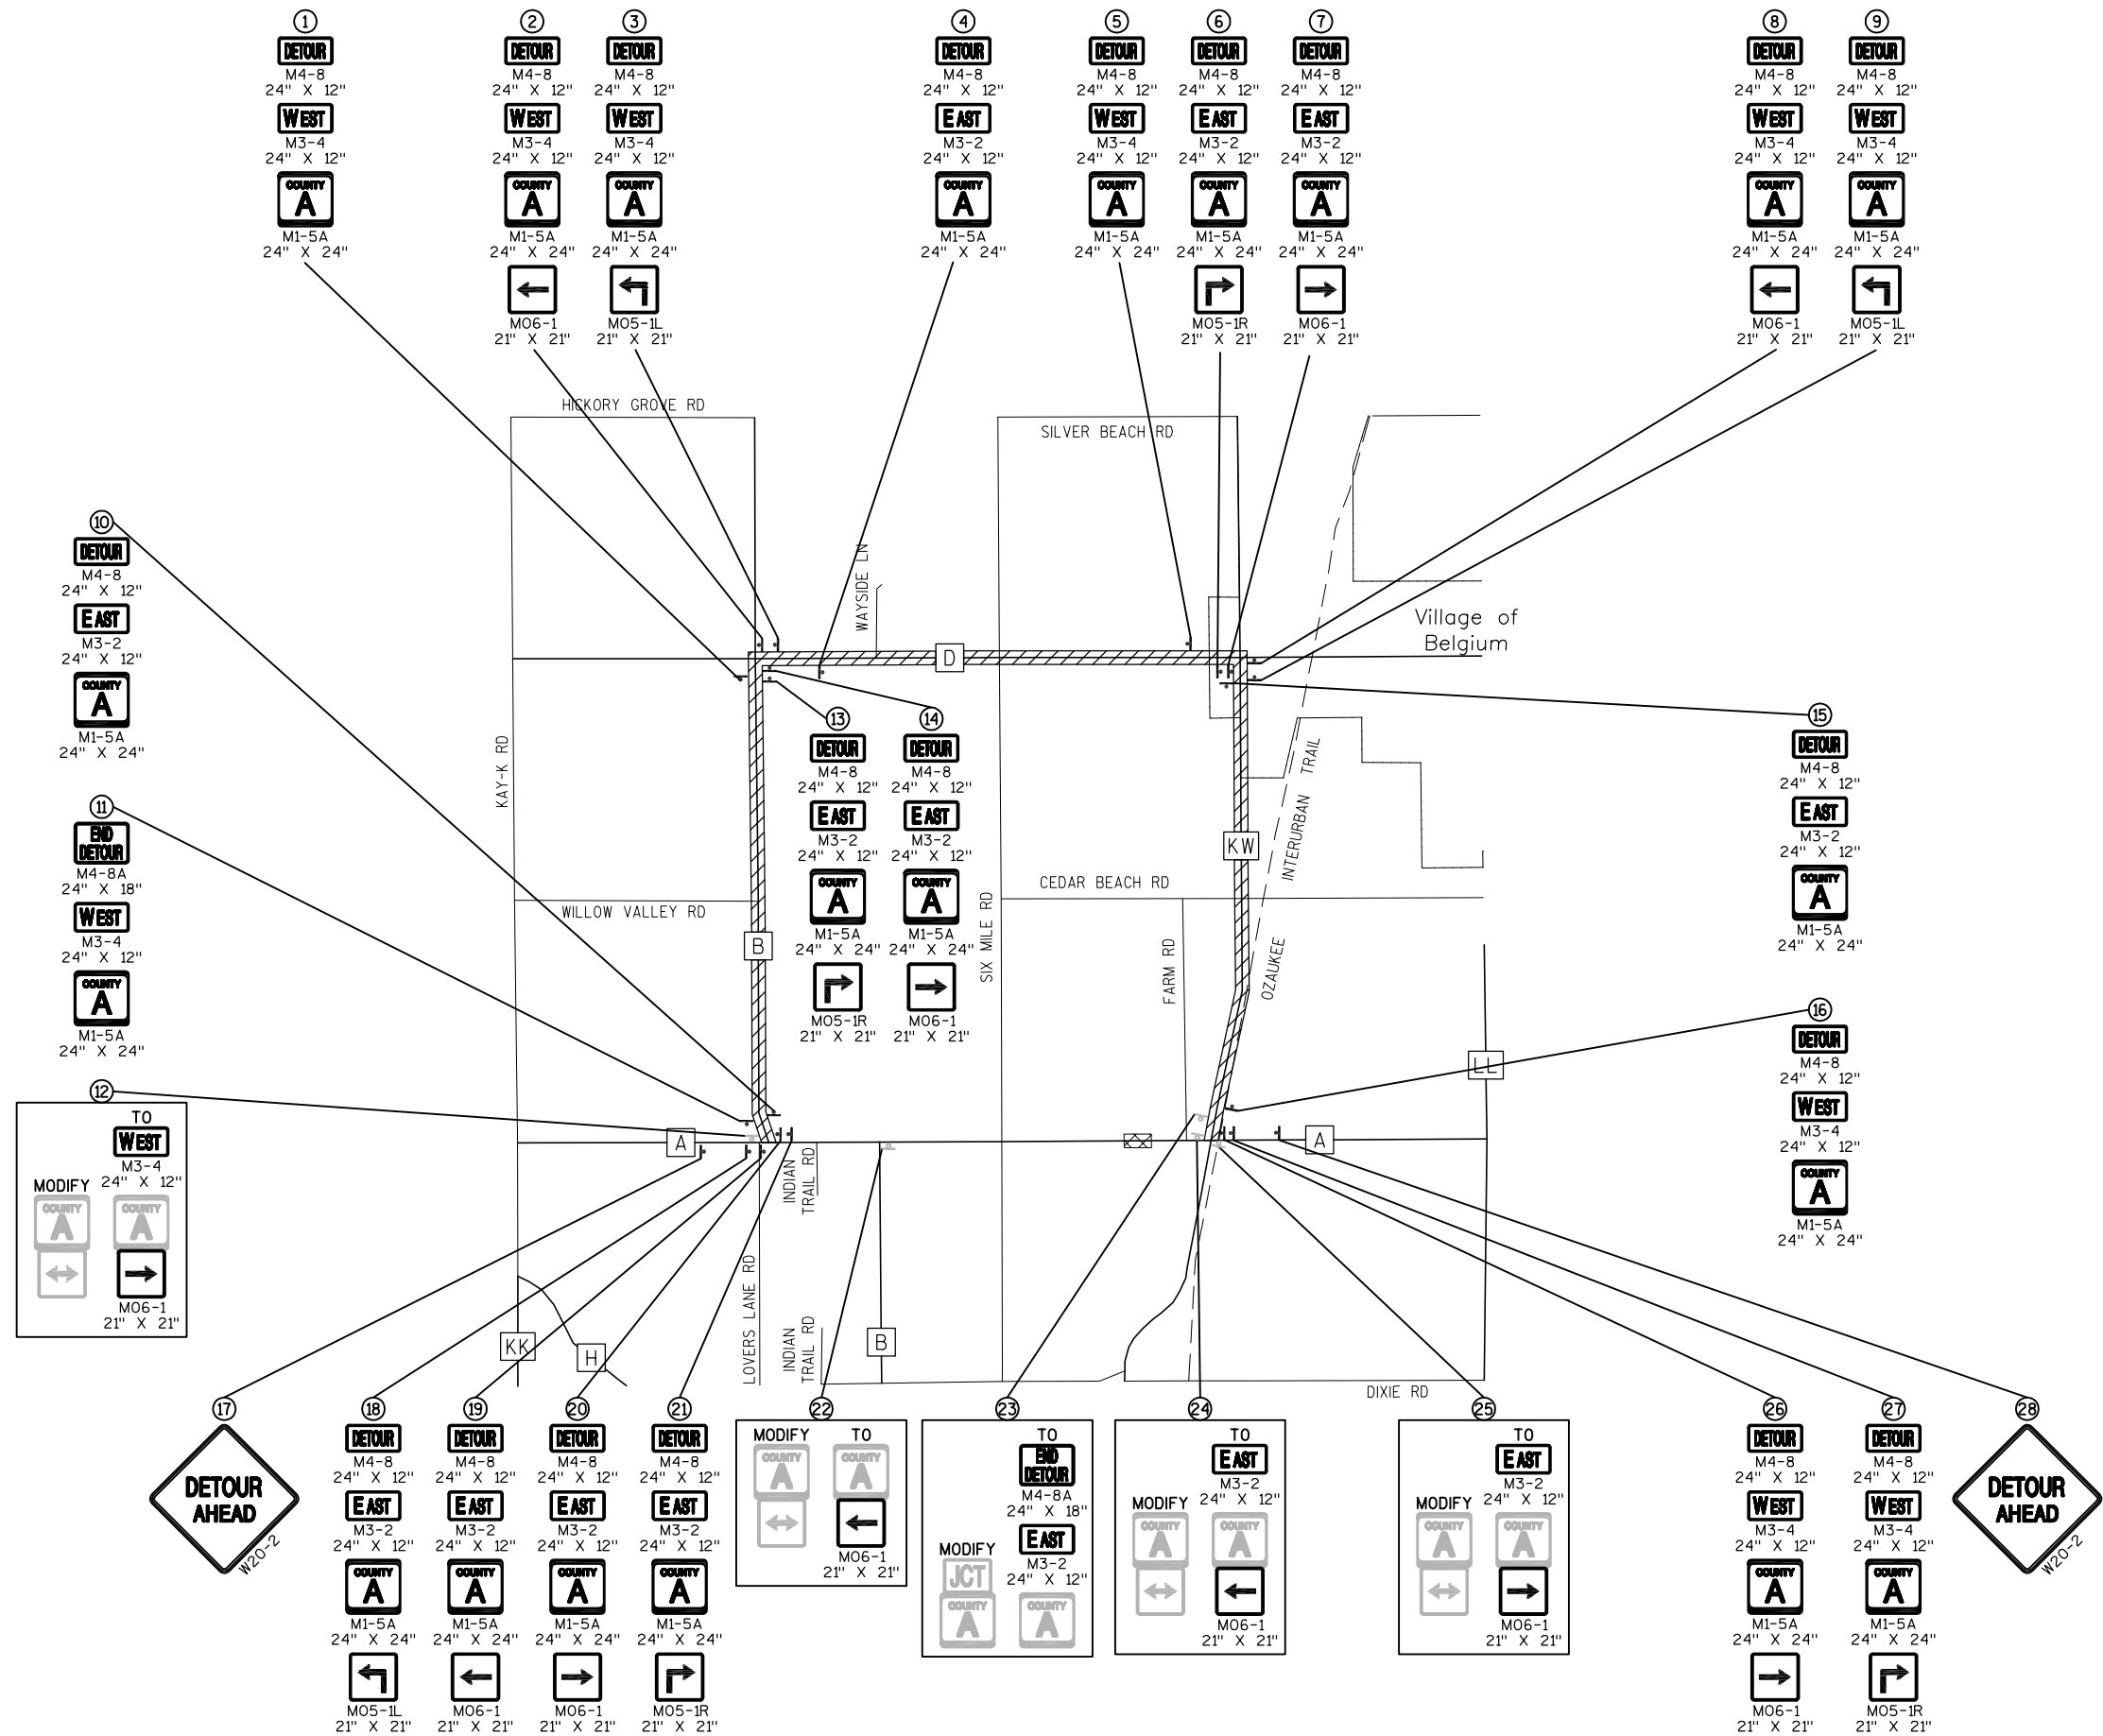 1
DETOUR
M4-8
24" X 12"
WEST
M3-4
24" X 12"
COUNTY
A
M1-5A
24" X 24"
2
DETOUR
M4-8
24" X 12"
WEST
M3-4
24" X 12"
COUNTY
A
M1-5A
24" X 24"
MO6-1
21" X 21"
3
DETOUR
M4-8
24" X 12"
WEST
M3-4
24" X 12"
COUNTY
A
M1-5A
24" X 24"
MO5-1L
21" X 21"
4
DETOUR
M4-8
24" X 12"
EAST
M3-2
24" X 12"
COUNTY
A
M1-5A
24" X 24"
5
DETOUR
M4-8
24" X 12"
WEST
M3-4
24" X 12"
COUNTY
A
M1-5A
24" X 24"
6
DETOUR
M4-8
24" X 12"
EAST
M3-2
24" X 12"
COUNTY
A
M1-5A
24" X 24"
MO5-1R
21" X 21"
7
DETOUR
M4-8
24" X 12"
EAST
M3-2
24" X 12"
COUNTY
A
M1-5A
24" X 24"
MO6-1
21" X 21"
8
DETOUR
M4-8
24" X 12"
WEST
M3-4
24" X 12"
COUNTY
A
M1-5A
24" X 24"
MO6-1
21" X 21"
9
DETOUR
M4-8
24" X 12"
WEST
M3-4
24" X 12"
COUNTY
A
M1-5A
24" X 24"
MO5-1L
21" X 21"
HICKORY GROVE RD
SILVER BEACH RD
WAYSIDE LN
Village of
Belgium
D
KAY-K RD
WILLOW VALLEY RD
B
SIX MILE RD
CEDAR BEACH RD
FARM RD
KW
OZAUKEE INTERURBAN TRAIL
LL
A
A
INDIAN
TRAIL RD
LOVERS LANE RD
INDIAN
TRAIL RD
KK
H
B
DIXIE RD
10
DETOUR
M4-8
24" X 12"
EAST
M3-2
24" X 12"
COUNTY
A
M1-5A
24" X 24"
11
END
DETOUR
M4-8A
24" X 18"
WEST
M3-4
24" X 12"
COUNTY
A
M1-5A
24" X 24"
12
TO
WEST
M3-4
24" X 12"
MODIFY
COUNTY
A
COUNTY
A
MO6-1
21" X 21"
13
DETOUR
M4-8
24" X 12"
EAST
M3-2
24" X 12"
COUNTY
A
M1-5A
24" X 24"
MO5-1R
21" X 21"
14
DETOUR
M4-8
24" X 12"
EAST
M3-2
24" X 12"
COUNTY
A
M1-5A
24" X 24"
MO6-1
21" X 21"
15
DETOUR
M4-8
24" X 12"
EAST
M3-2
24" X 12"
COUNTY
A
M1-5A
24" X 24"
16
DETOUR
M4-8
24" X 12"
WEST
M3-4
24" X 12"
COUNTY
A
M1-5A
24" X 24"
17
DETOUR
AHEAD
W20-2
18
DETOUR
M4-8
24" X 12"
EAST
M3-2
24" X 12"
COUNTY
A
M1-5A
24" X 24"
MO5-1L
21" X 21"
19
DETOUR
M4-8
24" X 12"
EAST
M3-2
24" X 12"
COUNTY
A
M1-5A
24" X 24"
MO6-1
21" X 21"
20
DETOUR
M4-8
24" X 12"
EAST
M3-2
24" X 12"
COUNTY
A
M1-5A
24" X 24"
MO6-1
21" X 21"
21
DETOUR
M4-8
24" X 12"
EAST
M3-2
24" X 12"
COUNTY
A
M1-5A
24" X 24"
MO5-1R
21" X 21"
22
MODIFY
TO
COUNTY
A
COUNTY
A
MO6-1
21" X 21"
23
TO
END
DETOUR
M4-8A
24" X 18"
EAST
M3-2
24" X 12"
MODIFY
JCT
COUNTY
A
COUNTY
A
24
TO
EAST
M3-2
24" X 12"
MODIFY
COUNTY
A
COUNTY
A
MO6-1
21" X 21"
25
TO
EAST
M3-2
24" X 12"
MODIFY
COUNTY
A
COUNTY
A
MO6-1
21" X 21"
26
DETOUR
M4-8
24" X 12"
WEST
M3-4
24" X 12"
COUNTY
A
M1-5A
24" X 24"
MO6-1
21" X 21"
27
DETOUR
M4-8
24" X 12"
WEST
M3-4
24" X 12"
COUNTY
A
M1-5A
24" X 24"
MO5-1R
21" X 21"
28
DETOUR
AHEAD
W20-2